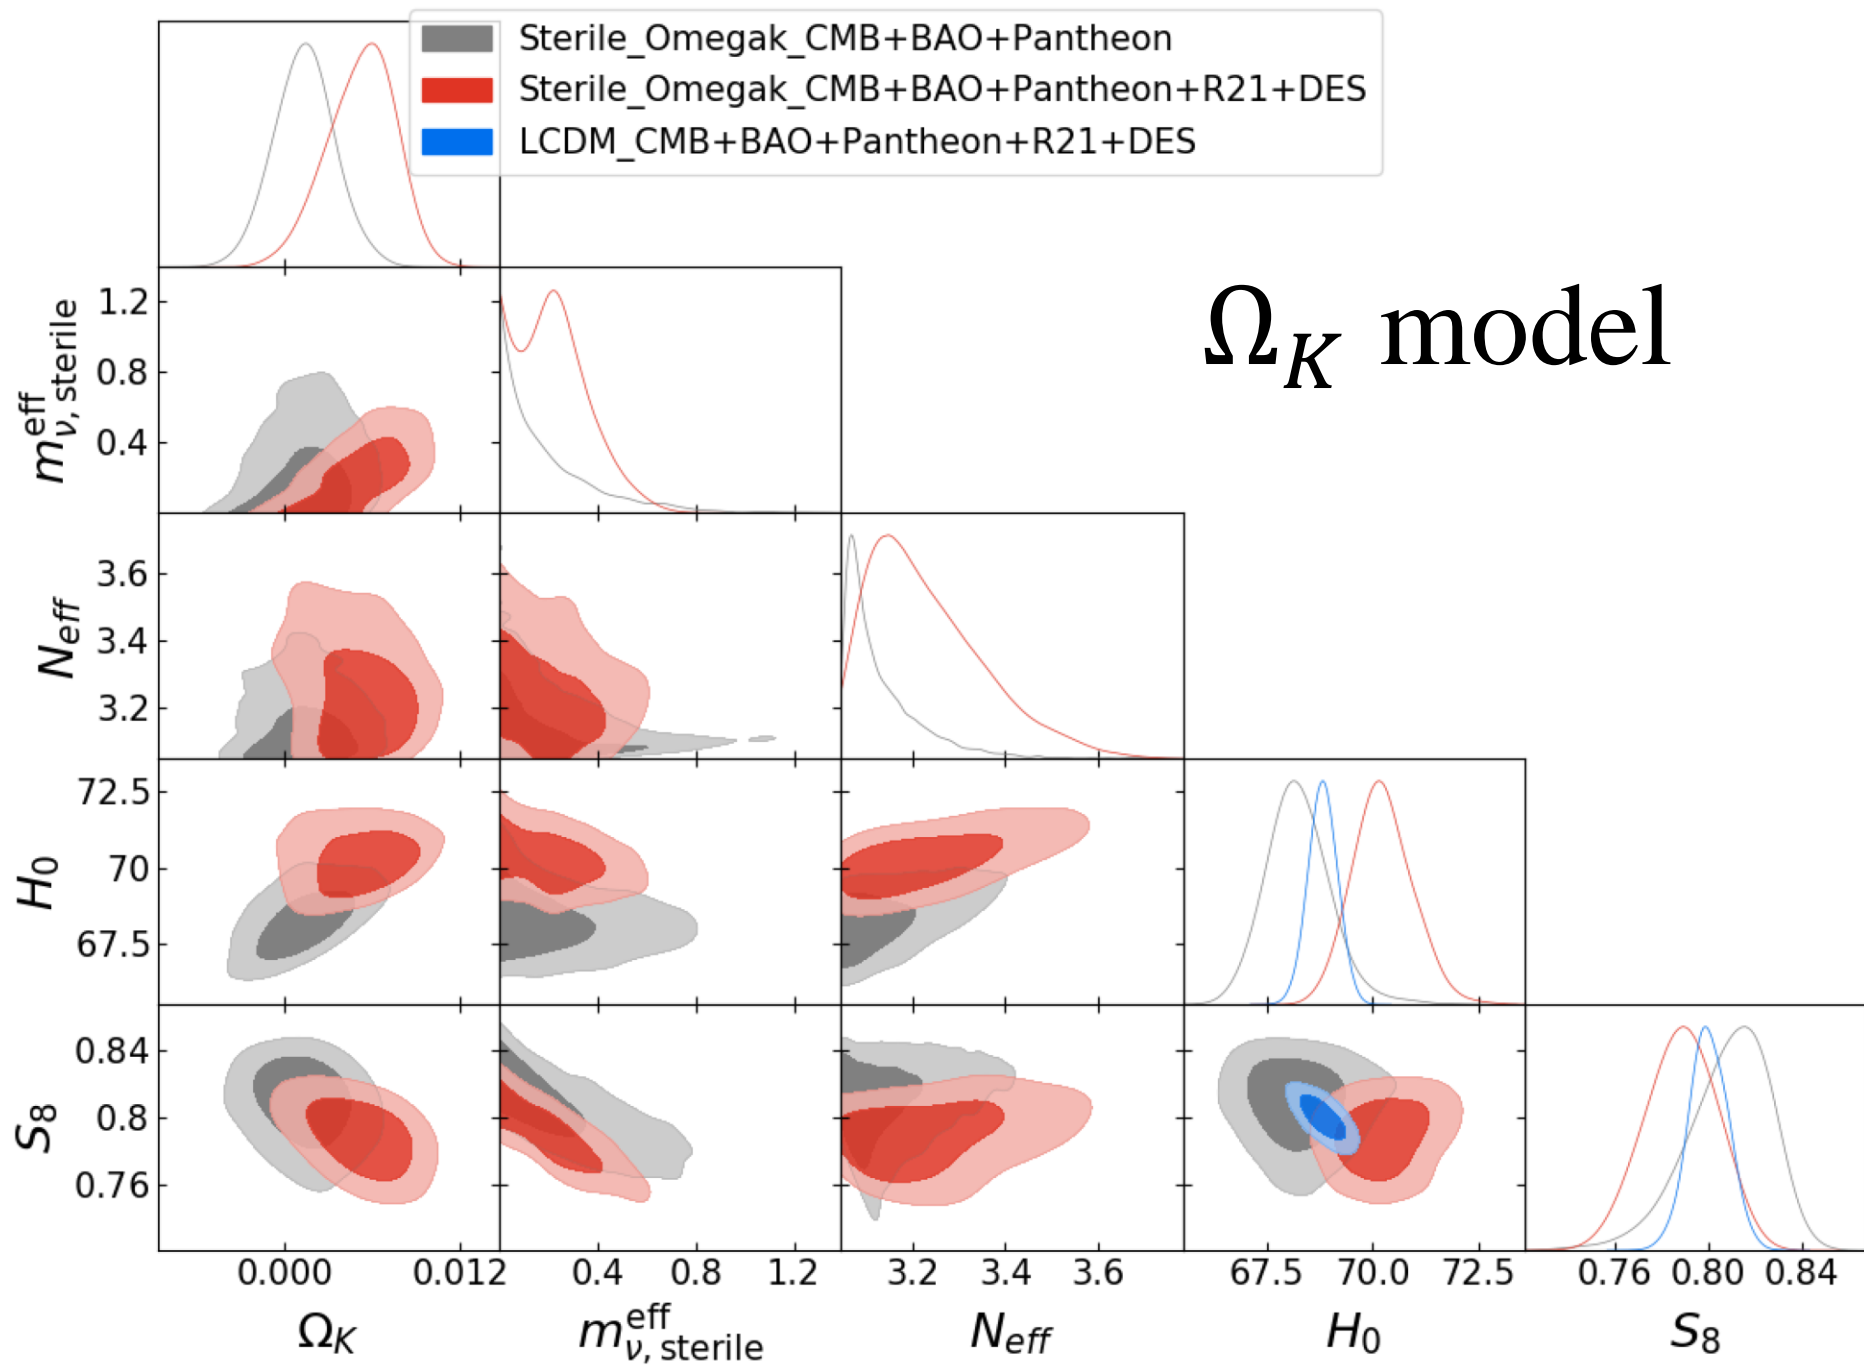 Sterile_Omegak_CMB+BAO+Pantheon
Sterile_Omegak_CMB+BAO+Pantheon+R21+DES
LCDM_CMB+BAO+Pantheon+R21+DES
Ω_K model
m^eff_ν, sterile
1.2
0.8
0.4
N_eff
3.6
3.4
3.2
H_0
72.5
70
67.5
S_8
0.84
0.8
0.76
0.000 0.012 0.4 0.8 1.2 3.2 3.4 3.6 67.5 70.0 72.5 0.76 0.80 0.84
Ω_K m^eff_ν, sterile N_eff H_0 S_8